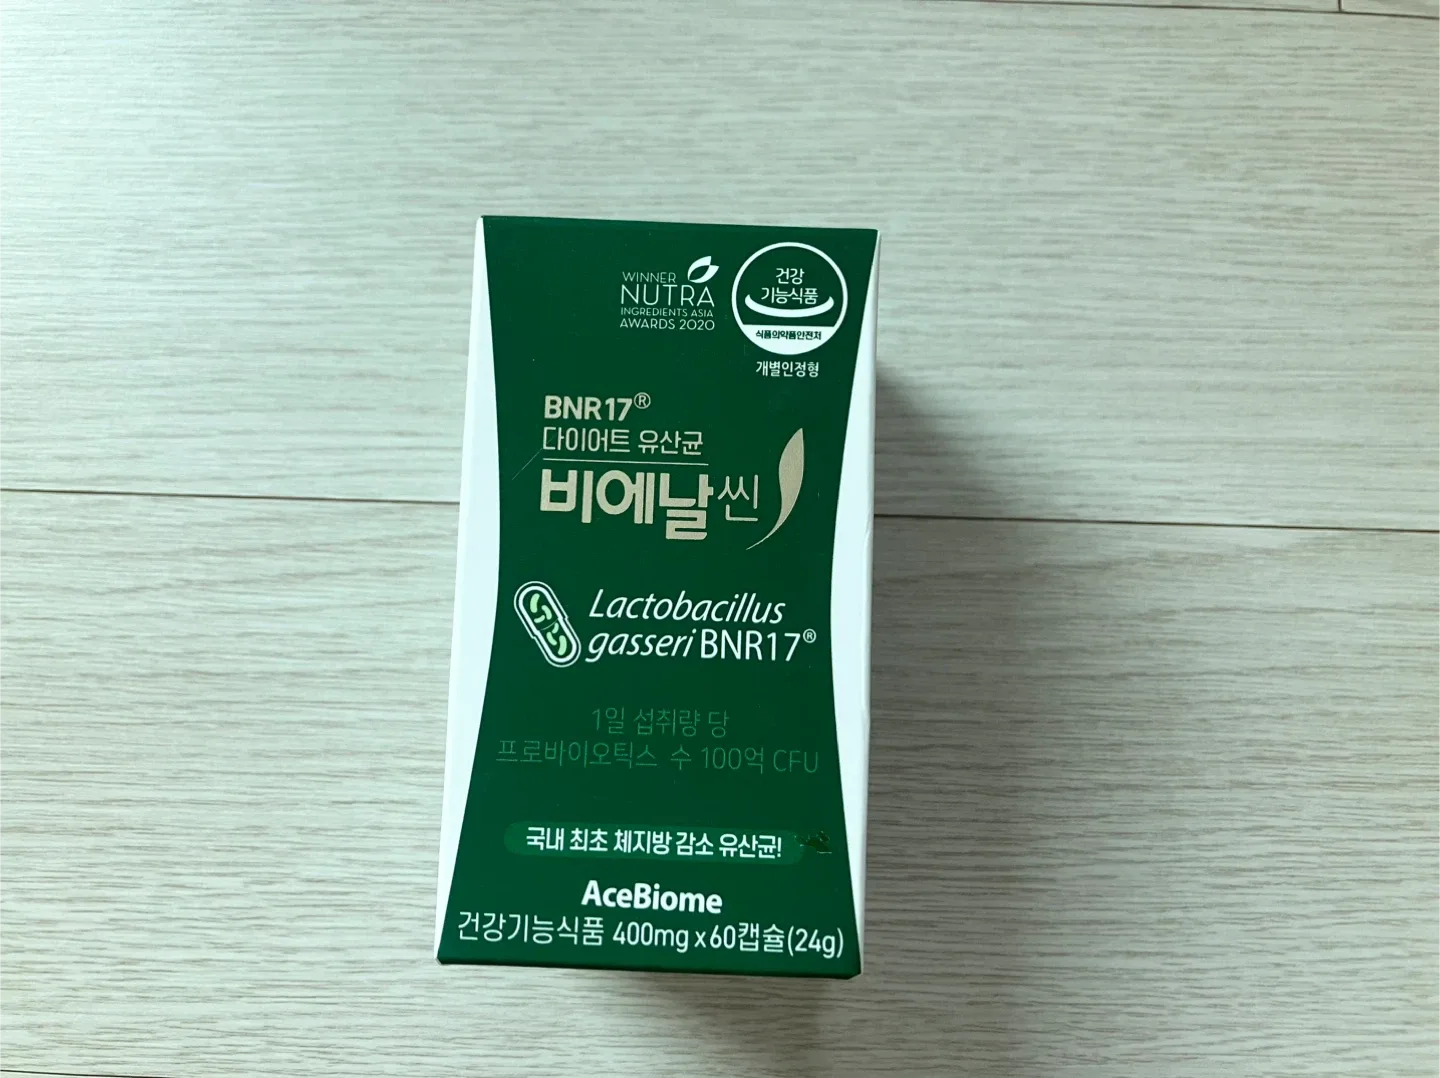 WINNER
NUTRA
INGREDIENTS ASIA
AWARDS 2020
건강
기능식품
식품의약품안전처
개별인정형
BNR17®
다이어트 유산균
비에날씬
Lactobacillus
gasseri BNR17®
1일 섭취량 당
프로바이오틱스 수 100억 CFU
국내 최초 체지방 감소 유산균!
AceBiome
건강기능식품 400mg x 60캡슐(24g)